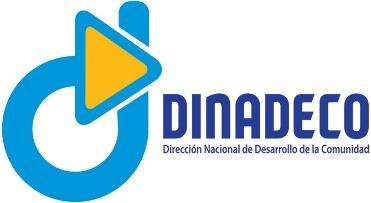 DINADECO
Dirección Nacional de Desarrollo de la Comunidad